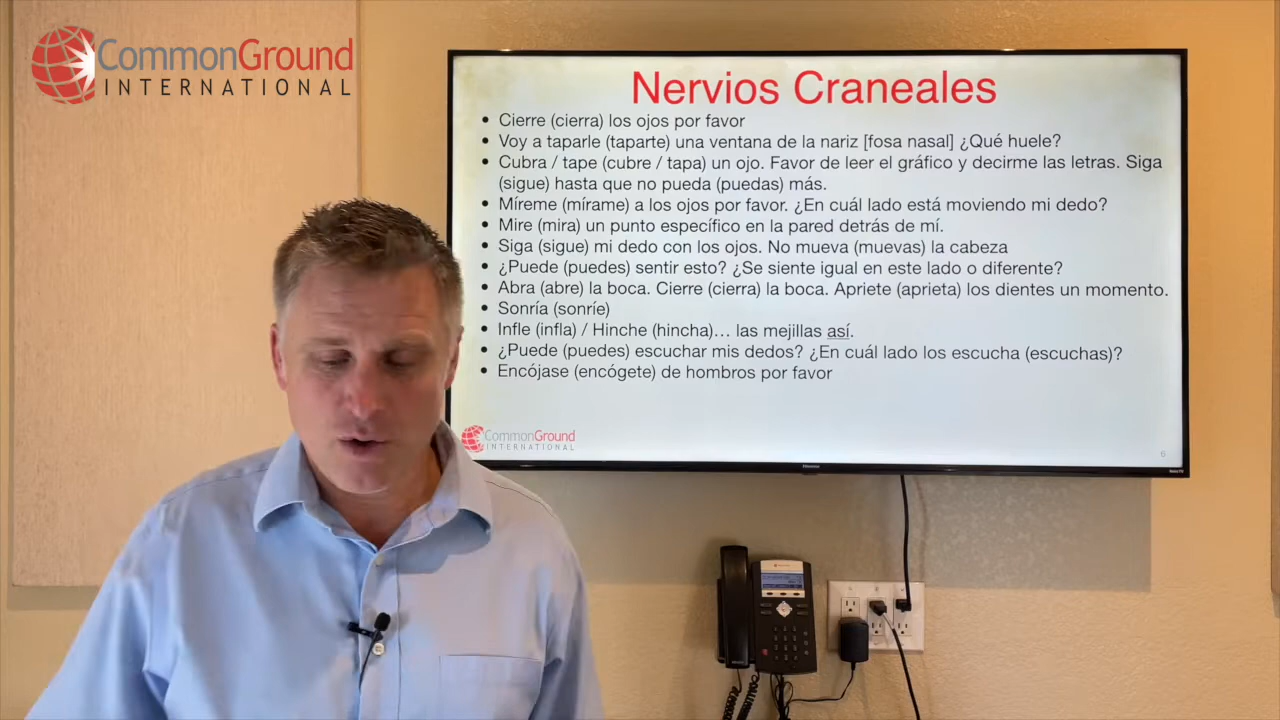 CommonGround
INTERNATIONAL
Nervios Craneales
• Cierre (cierra) los ojos por favor
• Voy a taparle (taparte) una ventana de la nariz [fosa nasal] ¿Qué huele?
• Cubra / tape (cubre / tapa) un ojo. Favor de leer el gráfico y decirme las letras. Siga
(sigue) hasta que no pueda (puedas) más.
• Míreme (mírame) a los ojos por favor. ¿En cuál lado está moviendo mi dedo?
• Mire (mira) un punto específico en la pared detrás de mí.
• Siga (sigue) mi dedo con los ojos. No mueva (muevas) la cabeza
• ¿Puede (puedes) sentir esto? ¿Se siente igual en este lado o diferente?
• Abra (abre) la boca. Cierre (cierra) la boca. Apriete (aprieta) los dientes un momento.
• Sonría (sonríe)
• Infle (infla) / Hinche (hincha)… las mejillas así.
• ¿Puede (puedes) escuchar mis dedos? ¿En cuál lado los escucha (escuchas)?
• Encójase (encógete) de hombros por favor
CommonGround
INTERNATIONAL
6
Hisense